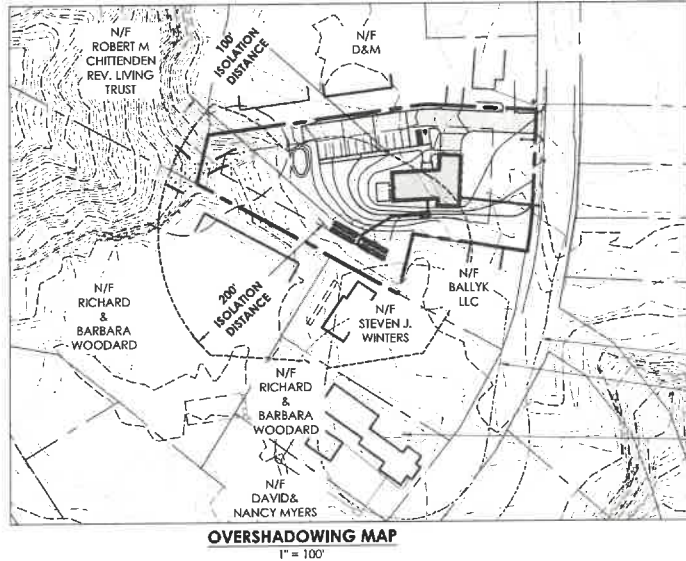 N/F
ROBERT M
CHITTENDEN
REV. LIVING
TRUST
100'
ISOLATION
DISTANCE
N/F
D&M
N/F
RICHARD
&
BARBARA
WOODARD
200'
ISOLATION
DISTANCE
N/F
BALLYK
LLC
N/F
STEVEN J.
WINTERS
N/F
RICHARD
&
BARBARA
WOODARD
N/F
DAVID&
NANCY MYERS
OVERSHADOWING MAP
1" = 100'